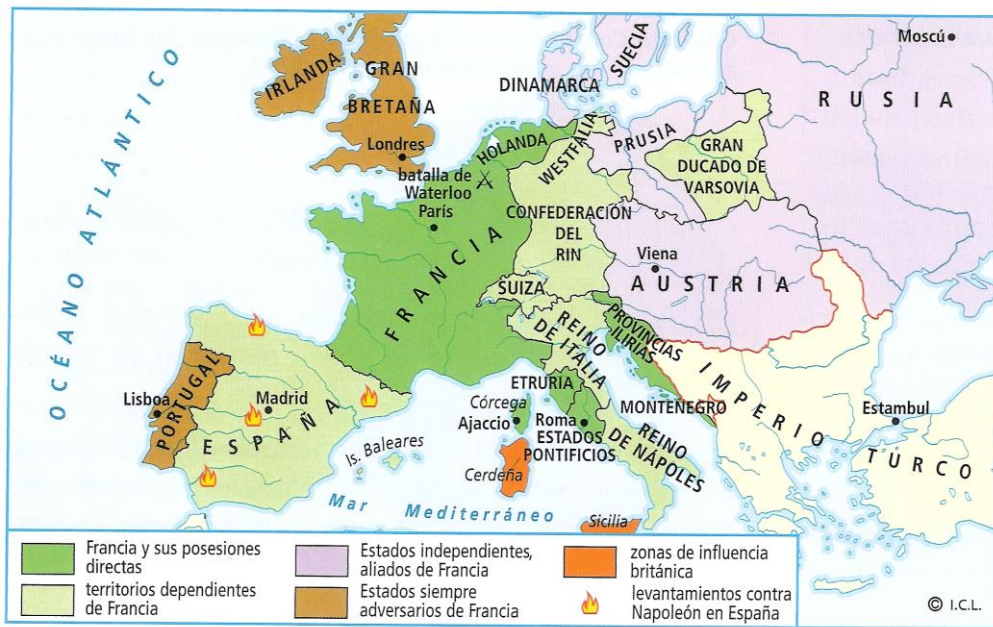 OCÉANO ATLÁNTICO
IRLANDA
GRAN
BRETAÑA
Londres
DINAMARCA
SUECIA
Moscú
RUSIA
HOLANDA
WESTFALIA
PRUSIA
GRAN
DUCADO DE
VARSOVIA
batalla de
Waterloo
París
FRANCIA
CONFEDERACIÓN
DEL
RIN
Viena
AUSTRIA
SUIZA
REINO
DE ITALIA
PROVINCIAS
ILIRIAS
IMPERIO
TURCO
ETRURIA
Córcega
Ajaccio
Roma
ESTADOS
PONTIFICIOS
MONTENEGRO
Estambul
REINO
DE NÁPOLES
Lisboa
PORTUGAL
Madrid
ESPAÑA
Is. Baleares
Cerdeña
Mar Mediterráneo
Sicilia
Francia y sus posesiones
directas
territorios dependientes
de Francia
Estados independientes,
aliados de Francia
Estados siempre
adversarios de Francia
zonas de influencia
británica
levantamientos contra
Napoleón en España
© I.C.L.